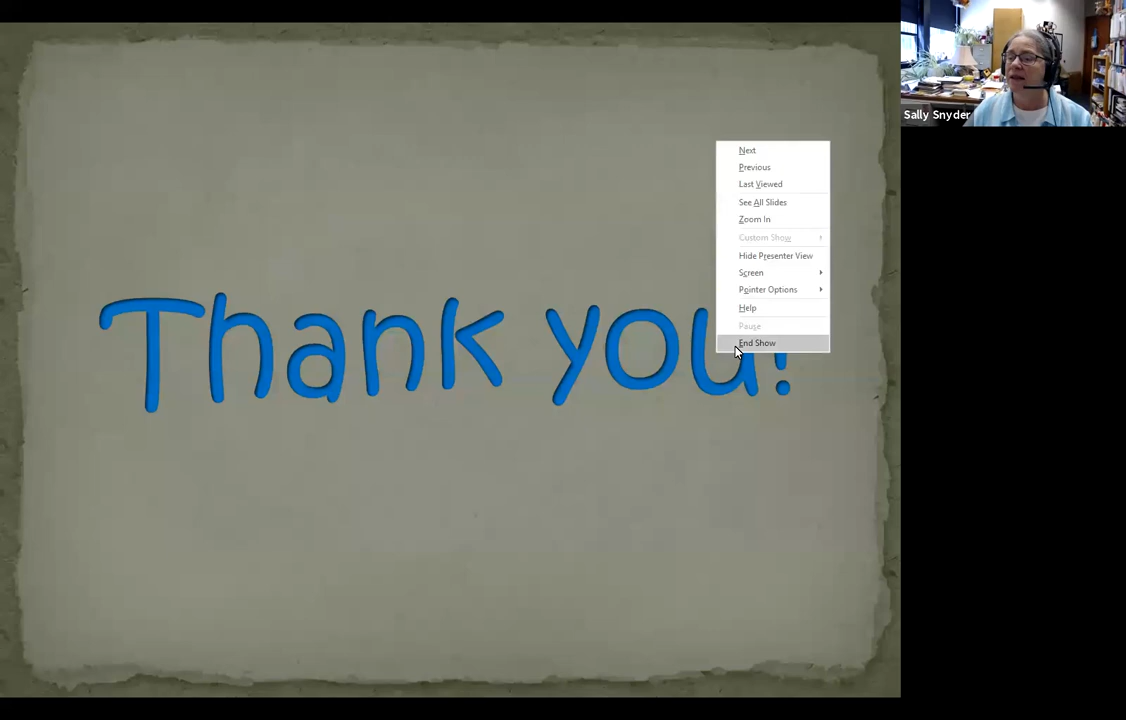 Sally Snyder
Next
Previous
Last Viewed
See All Slides
Zoom In
Custom Show
Hide Presenter View
Screen
Pointer Options
Help
Pause
End Show
Thank you!